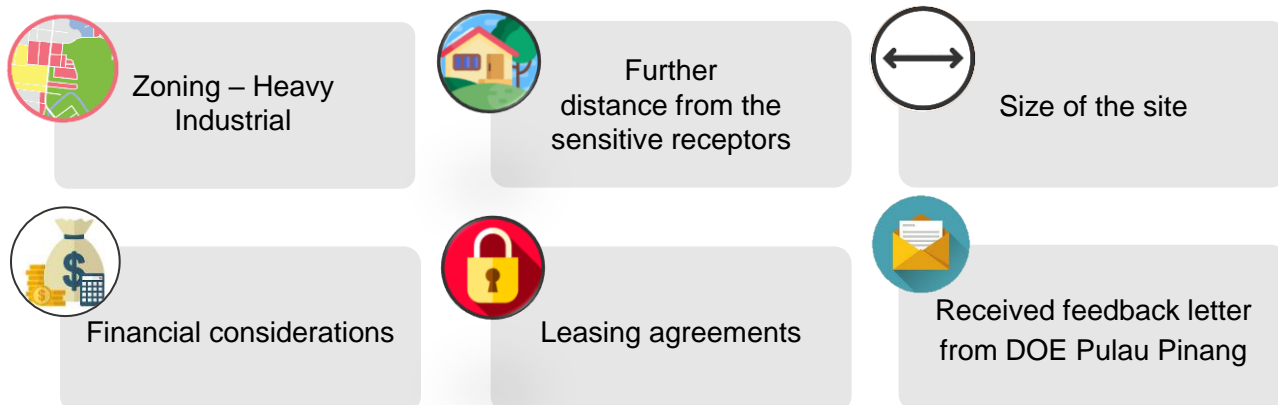 Zoning – Heavy
Industrial
Further
distance from the
sensitive receptors
Size of the site
Financial considerations
Leasing agreements
Received feedback letter
from DOE Pulau Pinang